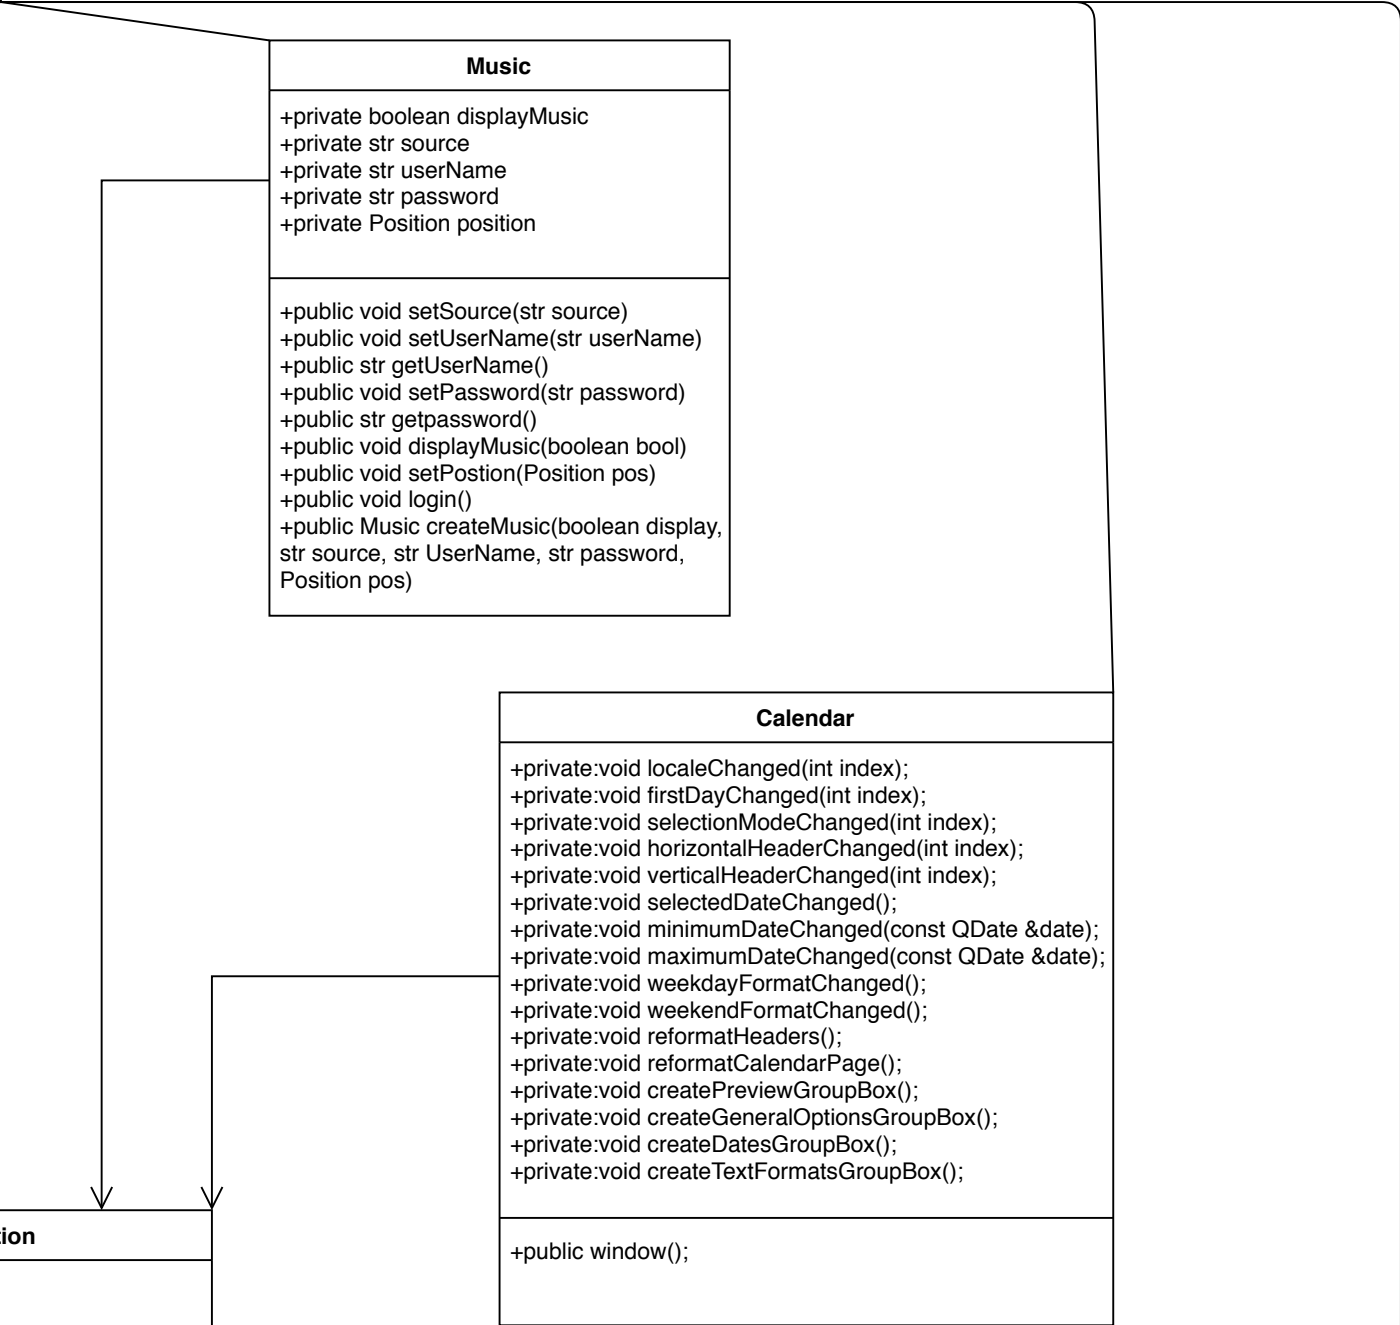 Music
+private boolean displayMusic
+private str source
+private str userName
+private str password
+private Position position
+public void setSource(str source)
+public void setUserName(str userName)
+public str getUserName()
+public void setPassword(str password)
+public str getpassword()
+public void displayMusic(boolean bool)
+public void setPostion(Position pos)
+public void login()
+public Music createMusic(boolean display,
str source, str UserName, str password,
Position pos)
Calendar
+private:void localeChanged(int index);
+private:void firstDayChanged(int index);
+private:void selectionModeChanged(int index);
+private:void horizontalHeaderChanged(int index);
+private:void verticalHeaderChanged(int index);
+private:void selectedDateChanged();
+private:void minimumDateChanged(const QDate &date);
+private:void maximumDateChanged(const QDate &date);
+private:void weekdayFormatChanged();
+private:void weekendFormatChanged();
+private:void reformatHeaders();
+private:void reformatCalendarPage();
+private:void createPreviewGroupBox();
+private:void createGeneralOptionsGroupBox();
+private:void createDatesGroupBox();
+private:void createTextFormatsGroupBox();
+public window();